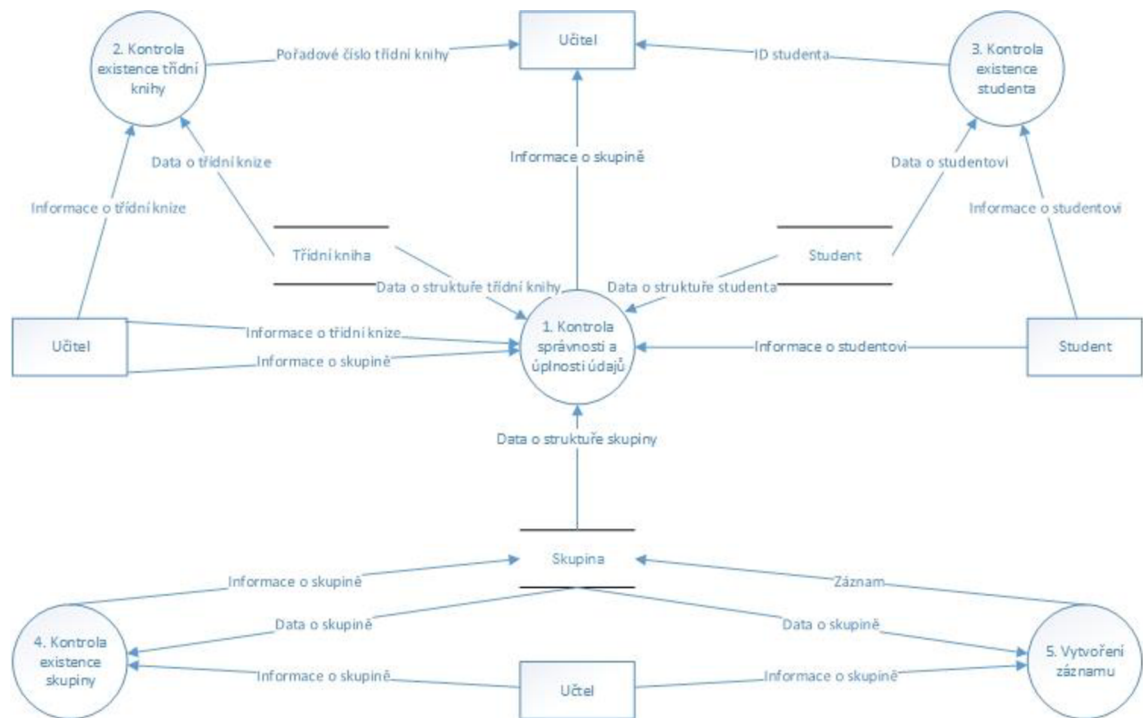 2. Kontrola
existence třídní
knihy
Pořadové číslo třídní knihy
Učitel
ID studenta
3. Kontrola
existence
studenta
Data o třídní knize
Informace o skupině
Data o studentovi
Informace o třídní knize
Informace o studentovi
Třídní kniha
Student
Data o struktuře třídní knihy
Data o struktuře studenta
Učitel
Informace o třídní knize
Informace o skupině
1. Kontrola
správnosti a
úplnosti údajů
Informace o studentovi
Student
Data o struktuře skupiny
Skupina
Informace o skupině
Záznam
Data o skupině
Data o skupině
4. Kontrola
existence
skupiny
Informace o skupině
Učtel
Informace o skupině
5. Vytvoření
záznamu